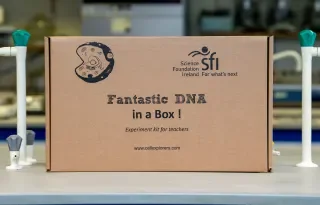 Science
Foundation
Ireland
sfi
For what's next
Fantastic DNA
in a Box !
Experiment kit for teachers